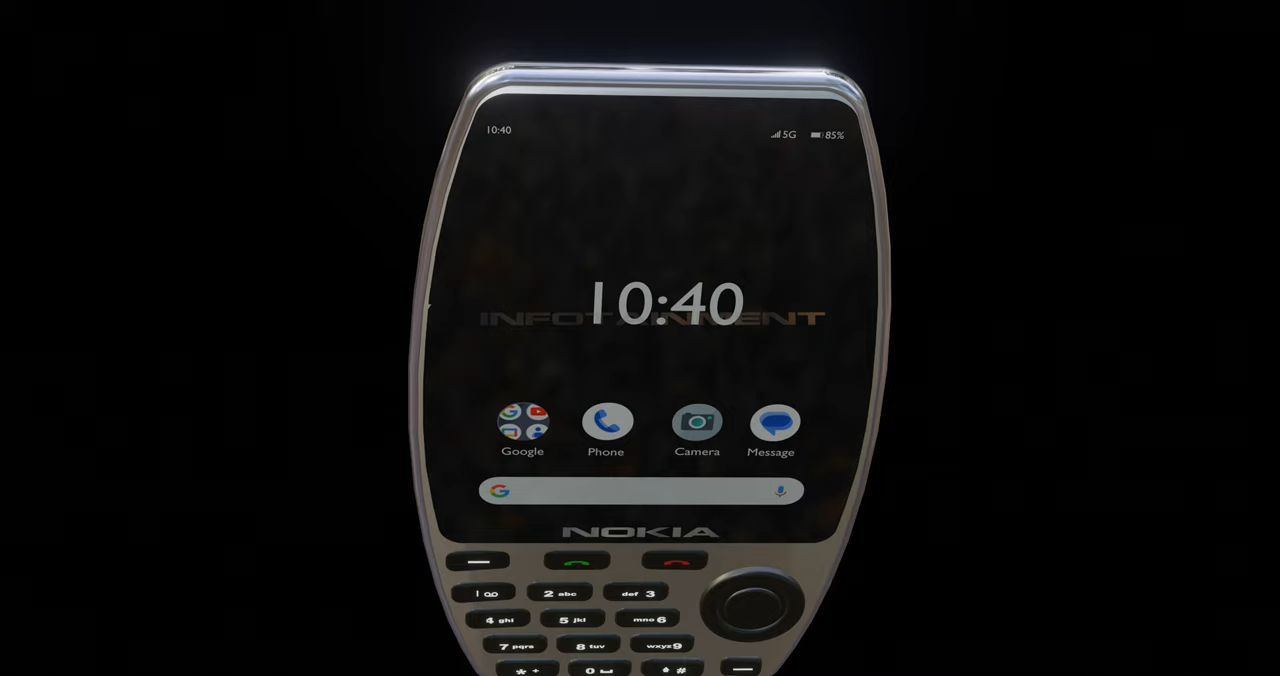 10:40 5G 85%
10:40
INFOTAINMENT
Google Phone Camera Message
G
NOKIA
1
2 abc def 3
4 ghi 5 jkl mno 6
7 pqrs 8 tuv wxyz 9
* + 0 #